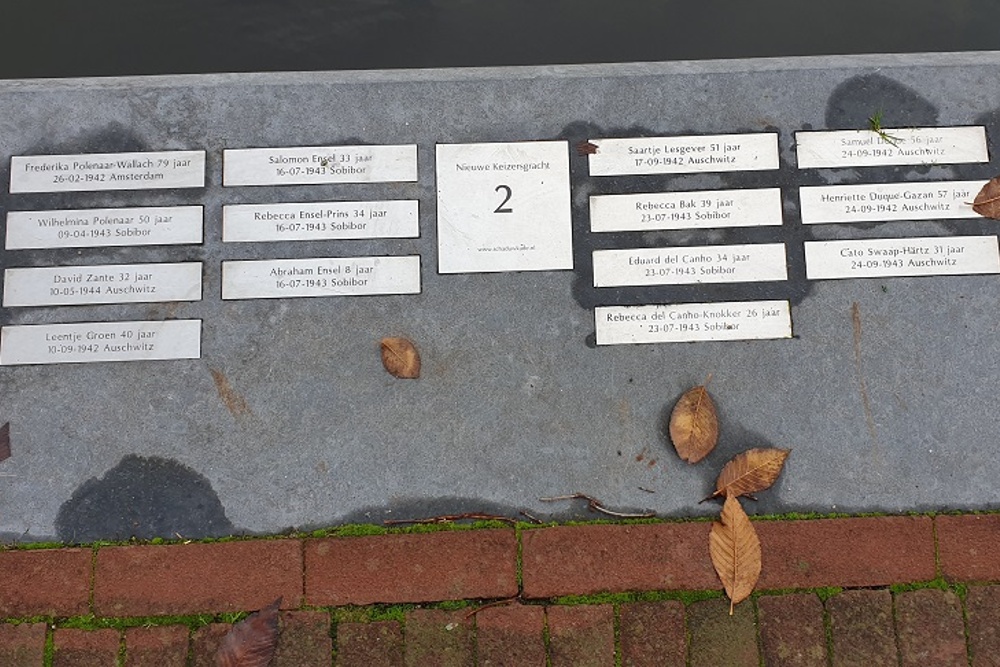 Frederika Polenaar-Wallach 79 jaar
26-02-1942 Amsterdam
Wilhelmina Polenaar 50 jaar
09-04-1943 Sobibor
David Zante 32 jaar
10-05-1944 Auschwitz
Leentje Groen 40 jaar
10-09-1942 Auschwitz
Salomon Ensel 33 jaar
16-07-1943 Sobibor
Rebecca Ensel-Prins 34 jaar
16-07-1943 Sobibor
Abraham Ensel 8 jaar
16-07-1943 Sobibor
Nieuwe Keizersgracht
2
www.schaduwkade.nl
Saartje Lesgever 51 jaar
17-09-1942 Auschwitz
Rebecca Bak 39 jaar
23-07-1943 Sobibor
Eduard del Canho 34 jaar
23-07-1943 Sobibor
Rebecca del Canho-Knokker 26 jaar
23-07-1943 Sobibor
Samuel Duque 56 jaar
24-09-1942 Auschwitz
Henriette Duque-Gazan 57 jaar
24-09-1942 Auschwitz
Cato Swaap-Härtz 31 jaar
24-09-1943 Auschwitz